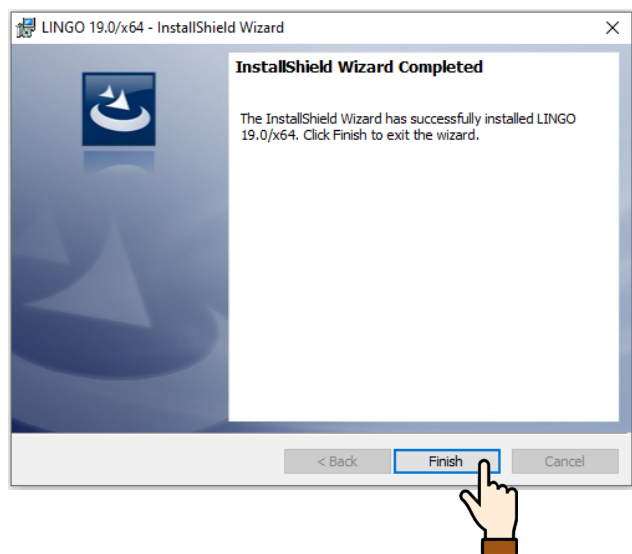 LINGO 19.0/x64 - InstallShield Wizard
InstallShield Wizard Completed
The InstallShield Wizard has successfully installed LINGO
19.0/x64. Click Finish to exit the wizard.
< Back Finish Cancel